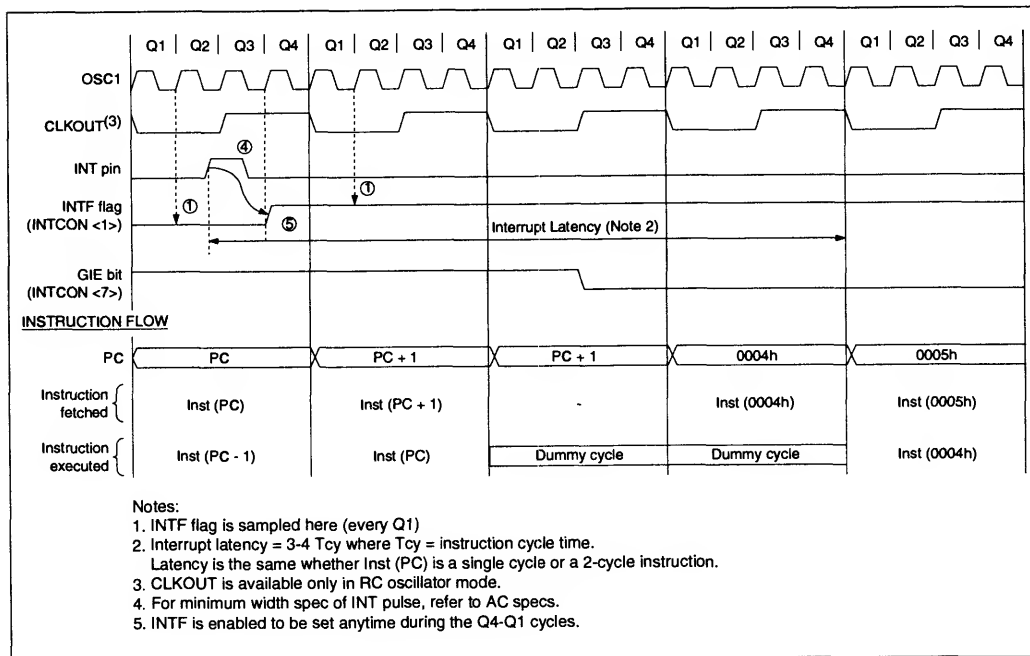 Q1 | Q2 | Q3 | Q4 | Q1 | Q2 | Q3 | Q4 | Q1 | Q2 | Q3 | Q4 | Q1 | Q2 | Q3 | Q4 | Q1 | Q2 | Q3 | Q4
OSC1
CLKOUT(3)
④
INT pin
① ①
INTF flag
(INTCON <1>)
⑤
Interrupt Latency (Note 2)
GIE bit
(INTCON <7>)
INSTRUCTION FLOW
PC PC PC + 1 PC + 1 0004h 0005h
Instruction
fetched
Inst (PC) Inst (PC + 1) - Inst (0004h) Inst (0005h)
Instruction
executed
Inst (PC - 1) Inst (PC) Dummy cycle Dummy cycle Inst (0004h)
Notes:
1. INTF flag is sampled here (every Q1)
2. Interrupt latency = 3-4 Tcy where Tcy = instruction cycle time.
Latency is the same whether Inst (PC) is a single cycle or a 2-cycle instruction.
3. CLKOUT is available only in RC oscillator mode.
4. For minimum width spec of INT pulse, refer to AC specs.
5. INTF is enabled to be set anytime during the Q4-Q1 cycles.